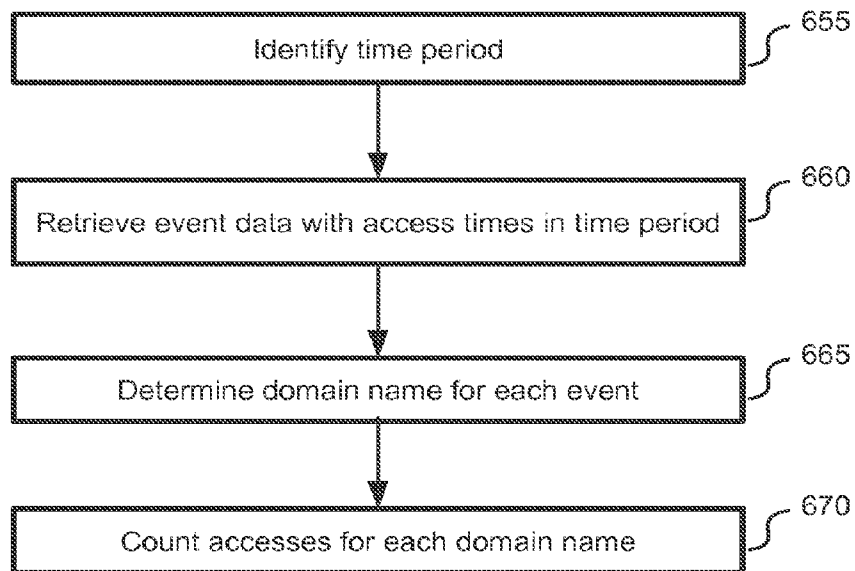 655
Identify time period
660
Retrieve event data with access times in time period
665
Determine domain name for each event
670
Count accesses for each domain name